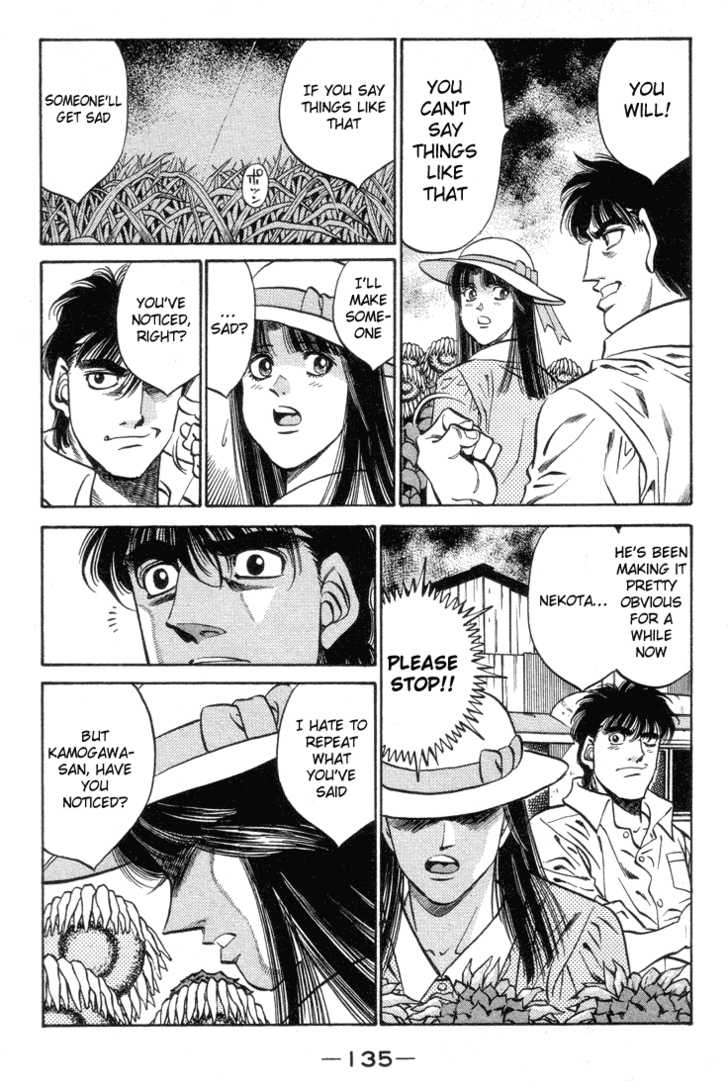 YOU
WILL!
YOU
CAN'T
SAY
THINGS
LIKE
THAT
IF YOU SAY
THINGS LIKE
THAT
SOMEONE'LL
GET SAD
I'LL
MAKE
SOME-
ONE
...
SAD?
YOU'VE
NOTICED,
RIGHT?
HE'S BEEN
MAKING IT
PRETTY
OBVIOUS
FOR A
WHILE
NOW
NEKOTA...
PLEASE
STOP!!
I HATE TO
REPEAT
WHAT
YOU'VE
SAID
BUT
KAMOGAWA-
SAN, HAVE
YOU
NOTICED?
—135—